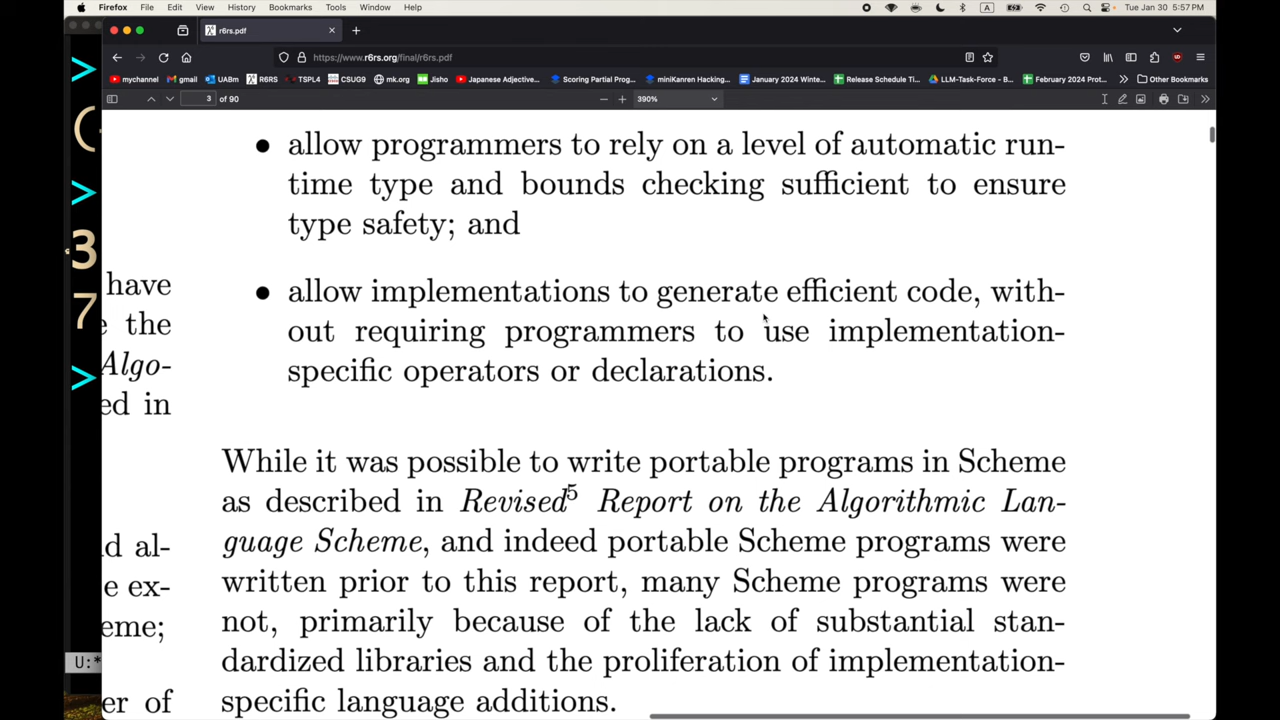 Firefox File Edit View History Bookmarks Tools Window Help A Tue Jan 30 5:57 PM
r6rs.pdf
https://www.r6rs.org/final/r6rs.pdf
mychannel gmail UABm R6RS TSPL4 CSUG9 mk.org Jisho Japanese Adjective... Scoring Partial Prog... miniKanren Hacking... January 2024 Winte... Release Schedule Ti... LLM-Task-Force - B... February 2024 Prot... Other Bookmarks
3 of 90 390%
> 
(
>
3
7
>
U:*
have
e the
Algo-
ed in
d al-
e ex-
eme;
er of
• allow programmers to rely on a level of automatic run-
time type and bounds checking sufficient to ensure
type safety; and
• allow implementations to generate efficient code, with-
out requiring programmers to use implementation-
specific operators or declarations.
While it was possible to write portable programs in Scheme
as described in Revised⁵ Report on the Algorithmic Lan-
guage Scheme, and indeed portable Scheme programs were
written prior to this report, many Scheme programs were
not, primarily because of the lack of substantial stan-
dardized libraries and the proliferation of implementation-
specific language additions.